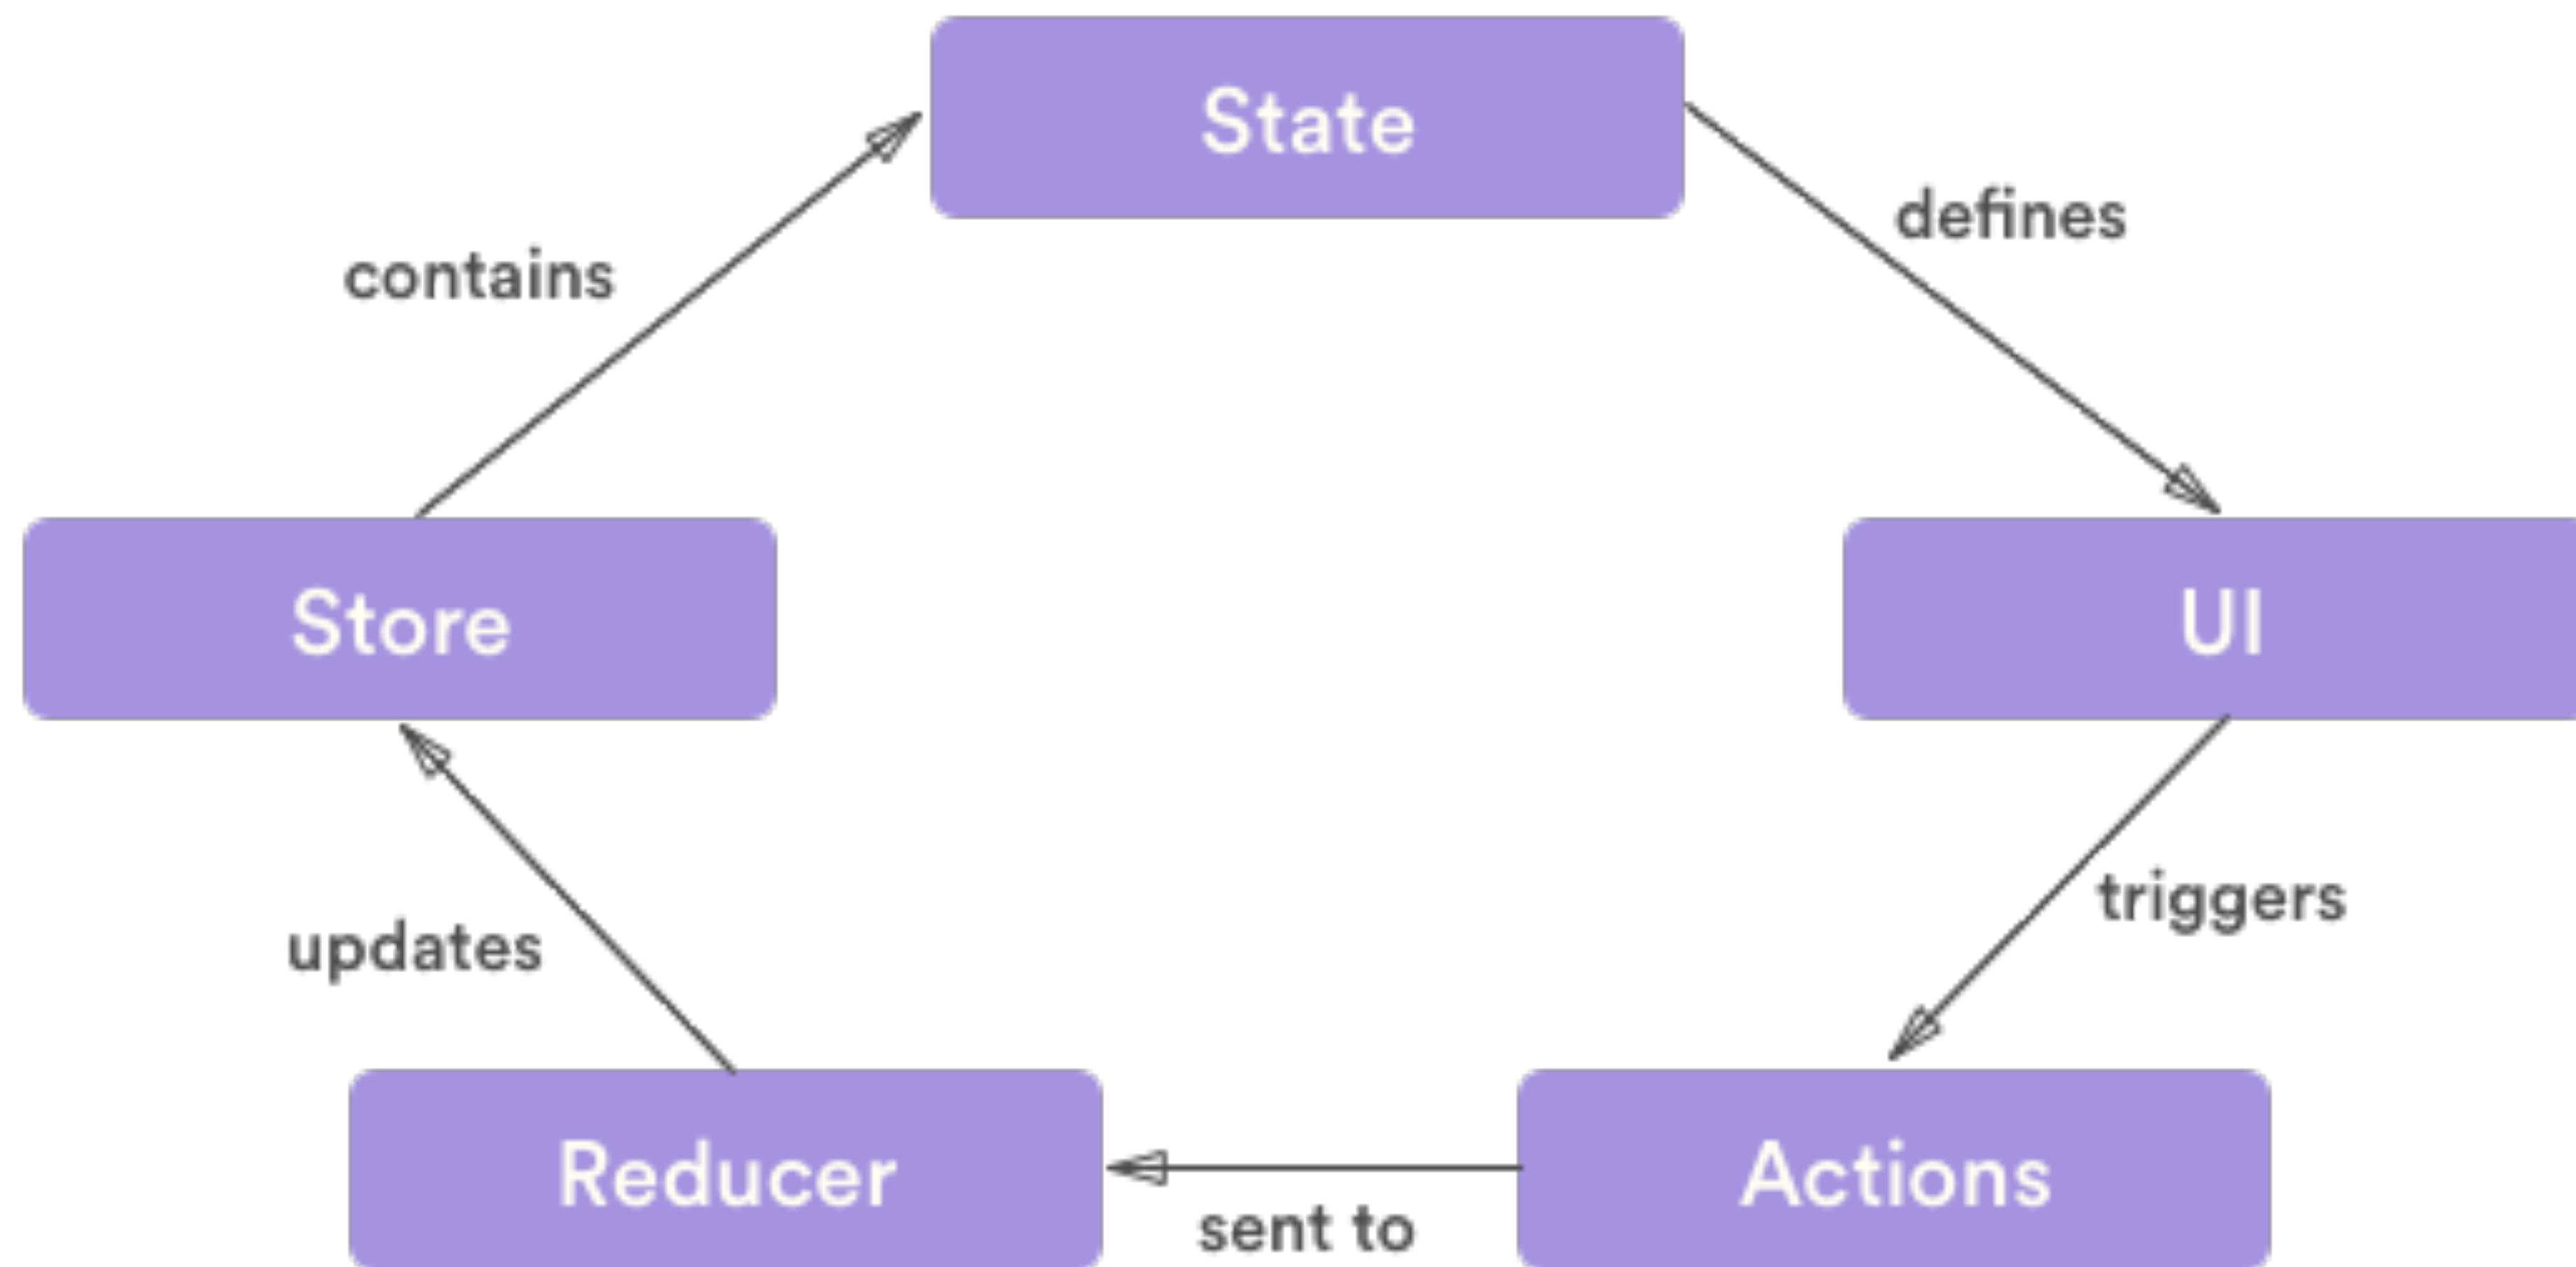 State
defines
contains
Store
UI
triggers
updates
Reducer
Actions
sent to